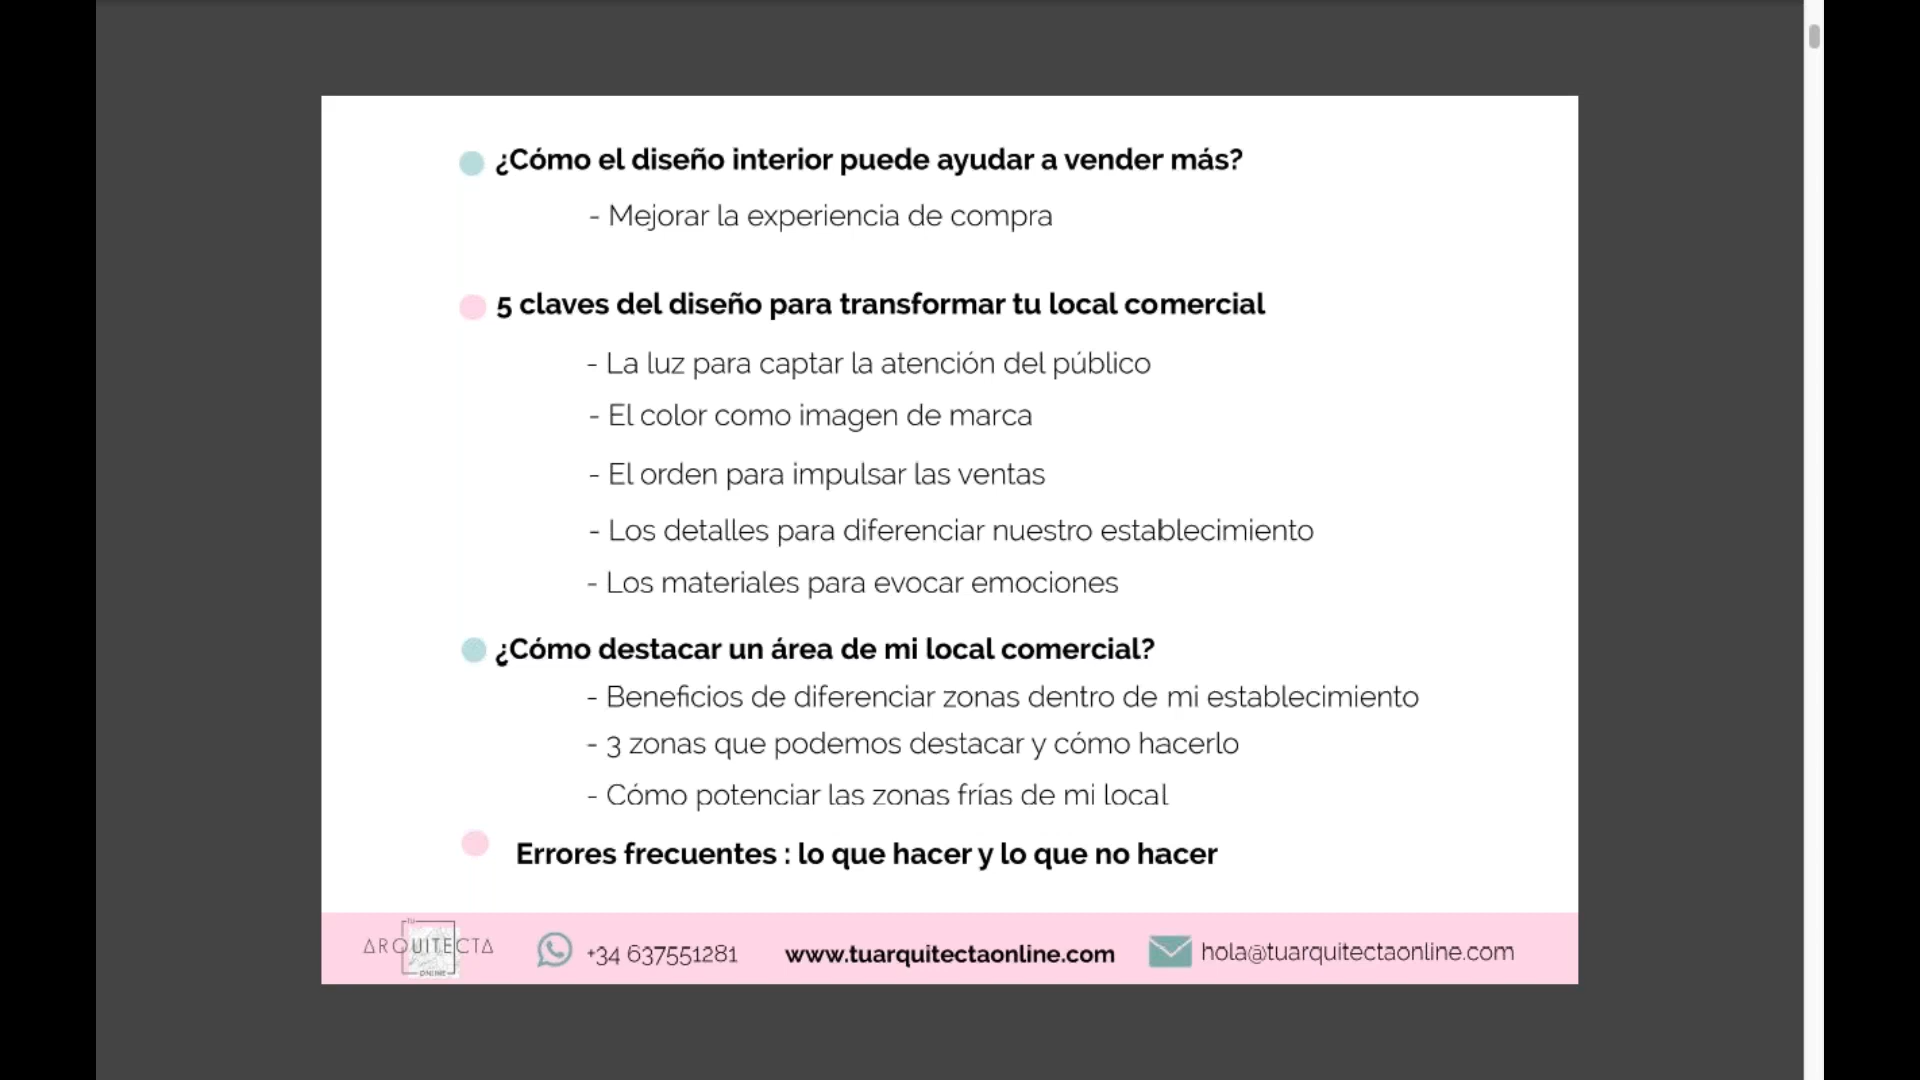 ¿Cómo el diseño interior puede ayudar a vender más?
- Mejorar la experiencia de compra
5 claves del diseño para transformar tu local comercial
- La luz para captar la atención del público
- El color como imagen de marca
- El orden para impulsar las ventas
- Los detalles para diferenciar nuestro establecimiento
- Los materiales para evocar emociones
¿Cómo destacar un área de mi local comercial?
- Beneficios de diferenciar zonas dentro de mi establecimiento
- 3 zonas que podemos destacar y cómo hacerlo
- Cómo potenciar las zonas frías de mi local
Errores frecuentes : lo que hacer y lo que no hacer
tu
ARQUITECTA
ONLINE
+34 637551281
www.tuarquitectaonline.com
hola@tuarquitectaonline.com